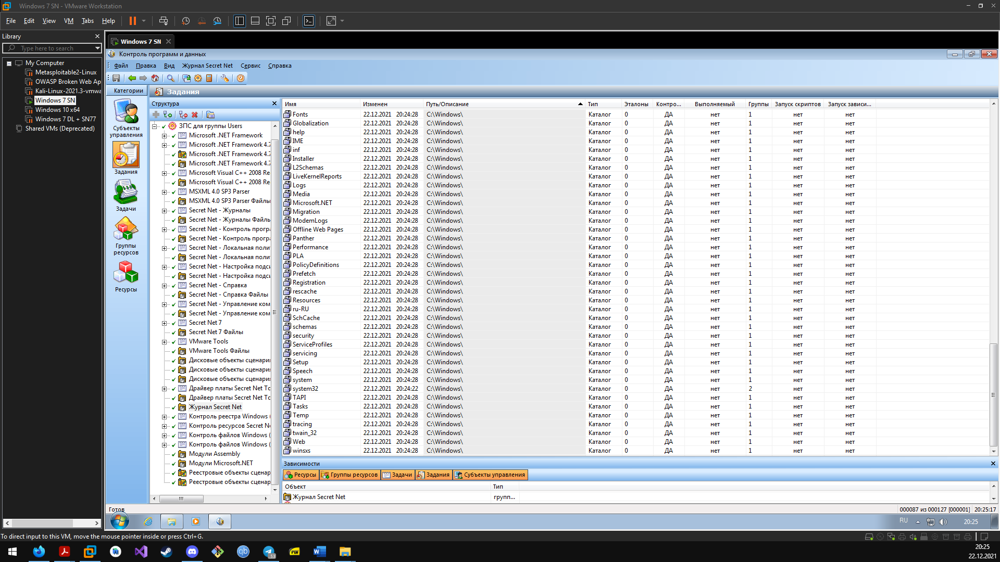 Windows 7 SN - VMware Workstation
File Edit View VM Tabs Help
Library
Type here to search
My Computer
Metasploitable2-Linux
OWASP Broken Web Ap
Kali-Linux-2021.3-vmwa
Windows 7 SN
Windows 10 x64
Windows 7 DL + SN77
Shared VMs (Deprecated)
Windows 7 SN
Контроль программ и данных
Файл Правка Вид Журнал Secret Net Сервис Справка
Категории
Субъекты управления
Задания
Задачи
Группы ресурсов
Ресурсы
Задания
Структура
ЗПС для группы Users
Microsoft .NET Framework
Microsoft .NET Framework 4.7
Microsoft .NET Framework 4.7
Microsoft .NET Framework 4.7
Microsoft Visual C++ 2008 Re
Microsoft Visual C++ 2008 Re
MSXML 4.0 SP3 Parser
MSXML 4.0 SP3 Parser Файлы
Secret Net - Журналы
Secret Net - Журналы Файль
Secret Net - Контроль прогр
Secret Net - Контроль прогр
Secret Net - Локальная поли
Secret Net - Локальная поли
Secret Net - Настройка подси
Secret Net - Настройка подси
Secret Net - Справка
Secret Net - Справка Файлы
Secret Net - Управление ком
Secret Net - Управление ком
Secret Net 7
Secret Net 7 Файлы
VMware Tools
VMware Tools Файлы
Дисковые объекты сценари
Дисковые объекты сценари
Дисковые объекты сценари
Драйвер платы Secret Net To
Драйвер платы Secret Net To
Журнал Secret Net
Контроль реестра Windows (
Контроль ресурсов Secret Ne
Контроль файлов Windows (
Контроль файлов Windows (
Модули Assembly
Модули Microsoft.NET
Реестровые объекты сценар
Реестровые объекты сценар
Имя Изменен Путь/Описание Тип Эталоны Контро... Выполняемый Группы Запуск скриптов Запуск зависи...
Fonts 22.12.2021 20:24:28 C:\Windows\ Каталог 0 ДА нет 1 нет нет
Globalization 22.12.2021 20:24:28 C:\Windows\ Каталог 0 ДА нет 1 нет нет
help 22.12.2021 20:24:28 C:\Windows\ Каталог 0 ДА нет 1 нет нет
IME 22.12.2021 20:24:28 C:\Windows\ Каталог 0 ДА нет 1 нет нет
inf 22.12.2021 20:24:28 C:\Windows\ Каталог 0 ДА нет 1 нет нет
Installer 22.12.2021 20:24:28 C:\Windows\ Каталог 0 ДА нет 1 нет нет
L2Schemas 22.12.2021 20:24:28 C:\Windows\ Каталог 0 ДА нет 1 нет нет
LiveKernelReports 22.12.2021 20:24:28 C:\Windows\ Каталог 0 ДА нет 1 нет нет
Logs 22.12.2021 20:24:28 C:\Windows\ Каталог 0 ДА нет 1 нет нет
Media 22.12.2021 20:24:28 C:\Windows\ Каталог 0 ДА нет 1 нет нет
Microsoft.NET 22.12.2021 20:24:28 C:\Windows\ Каталог 0 ДА нет 1 нет нет
Migration 22.12.2021 20:24:28 C:\Windows\ Каталог 0 ДА нет 1 нет нет
ModemLogs 22.12.2021 20:24:28 C:\Windows\ Каталог 0 ДА нет 1 нет нет
Offline Web Pages 22.12.2021 20:24:28 C:\Windows\ Каталог 0 ДА нет 1 нет нет
Panther 22.12.2021 20:24:28 C:\Windows\ Каталог 0 ДА нет 1 нет нет
Performance 22.12.2021 20:24:28 C:\Windows\ Каталог 0 ДА нет 1 нет нет
PLA 22.12.2021 20:24:28 C:\Windows\ Каталог 0 ДА нет 1 нет нет
PolicyDefinitions 22.12.2021 20:24:28 C:\Windows\ Каталог 0 ДА нет 1 нет нет
Prefetch 22.12.2021 20:24:28 C:\Windows\ Каталог 0 ДА нет 1 нет нет
Registration 22.12.2021 20:24:28 C:\Windows\ Каталог 0 ДА нет 1 нет нет
rescache 22.12.2021 20:24:28 C:\Windows\ Каталог 0 ДА нет 1 нет нет
Resources 22.12.2021 20:24:28 C:\Windows\ Каталог 0 ДА нет 1 нет нет
ru-RU 22.12.2021 20:24:28 C:\Windows\ Каталог 0 ДА нет 1 нет нет
SchCache 22.12.2021 20:24:28 C:\Windows\ Каталог 0 ДА нет 1 нет нет
schemas 22.12.2021 20:24:28 C:\Windows\ Каталог 0 ДА нет 1 нет нет
security 22.12.2021 20:24:28 C:\Windows\ Каталог 0 ДА нет 1 нет нет
ServiceProfiles 22.12.2021 20:24:28 C:\Windows\ Каталог 0 ДА нет 1 нет нет
servicing 22.12.2021 20:24:28 C:\Windows\ Каталог 0 ДА нет 1 нет нет
Setup 22.12.2021 20:24:28 C:\Windows\ Каталог 0 ДА нет 1 нет нет
Speech 22.12.2021 20:24:28 C:\Windows\ Каталог 0 ДА нет 1 нет нет
system 22.12.2021 20:24:28 C:\Windows\ Каталог 0 ДА нет 1 нет нет
system32 22.12.2021 20:24:22 C:\Windows\ Каталог 0 ДА нет 2 нет нет
TAPI 22.12.2021 20:24:28 C:\Windows\ Каталог 0 ДА нет 1 нет нет
Tasks 22.12.2021 20:24:28 C:\Windows\ Каталог 0 ДА нет 1 нет нет
Temp 22.12.2021 20:24:28 C:\Windows\ Каталог 0 ДА нет 1 нет нет
tracing 22.12.2021 20:24:28 C:\Windows\ Каталог 0 ДА нет 1 нет нет
twain_32 22.12.2021 20:24:28 C:\Windows\ Каталог 0 ДА нет 1 нет нет
Web 22.12.2021 20:24:28 C:\Windows\ Каталог 0 ДА нет 1 нет нет
winsxs 22.12.2021 20:24:28 C:\Windows\ Каталог 0 ДА нет 1 нет нет
Зависимости
Ресурсы Группы ресурсов Задачи Задания Субъекты управления
Объект Тип
Журнал Secret Net групп...
Готов 000087 из 000127 [000001] 20:25:17
RU 20:25
To direct input to this VM, move the mouse pointer inside or press Ctrl+G.
qb 53 PDF
20:25
22.12.2021